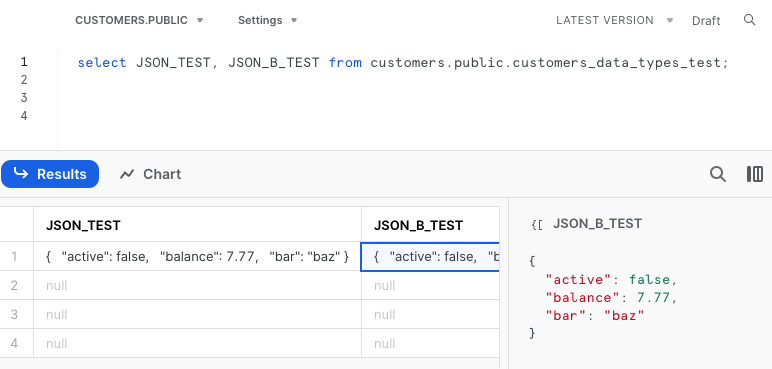 CUSTOMERS.PUBLIC Settings LATEST VERSION Draft
1 select JSON_TEST, JSON_B_TEST from customers.public.customers_data_types_test;
2
3
4
Results Chart
JSON_TEST JSON_B_TEST
1 { "active": false, "balance": 7.77, "bar": "baz" } { "active": false, "b
2 null null
3 null null
4 null null
{[ JSON_B_TEST
{
"active": false,
"balance": 7.77,
"bar": "baz"
}